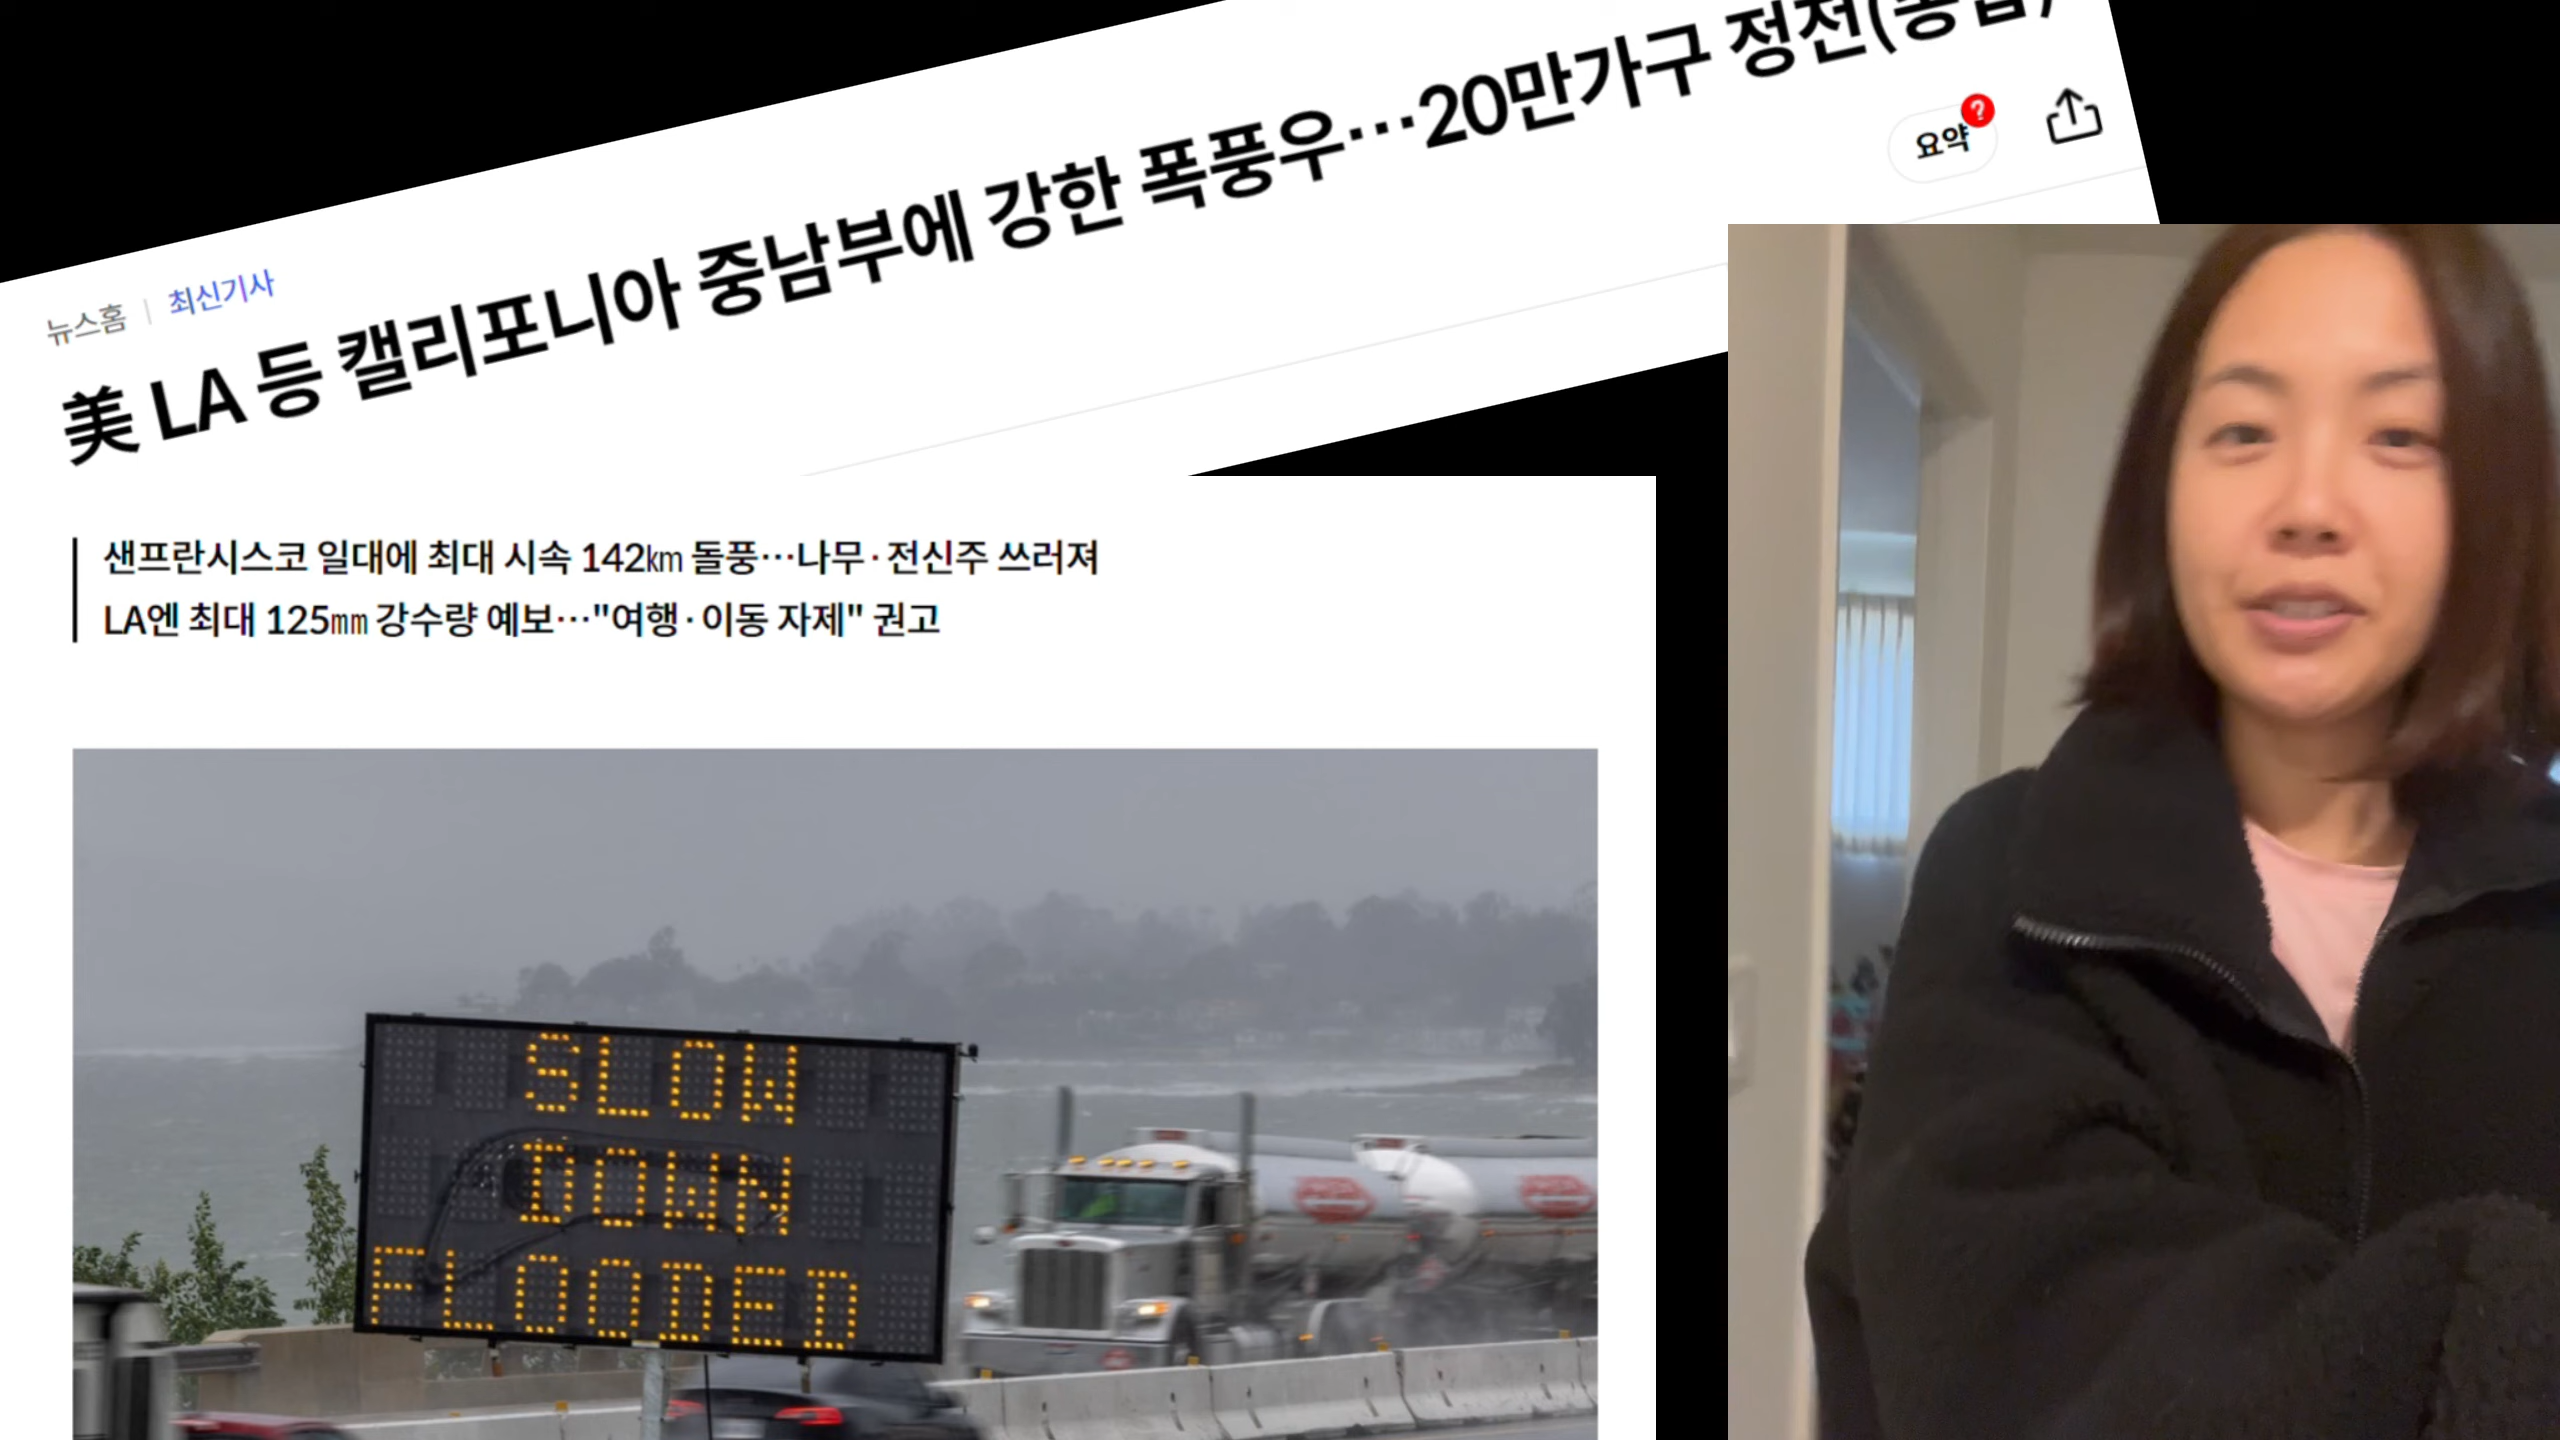 美 LA 등 캘리포니아 중남부에 강한 폭풍우…20만가구 정전(종합)
요약
?
뉴스홈 | 최신기사
샌프란시스코 일대에 최대 시속 142㎞ 돌풍…나무·전신주 쓰러져
LA엔 최대 125㎜ 강수량 예보…"여행·이동 자제" 권고
SLOW
DOWN
FLOODED